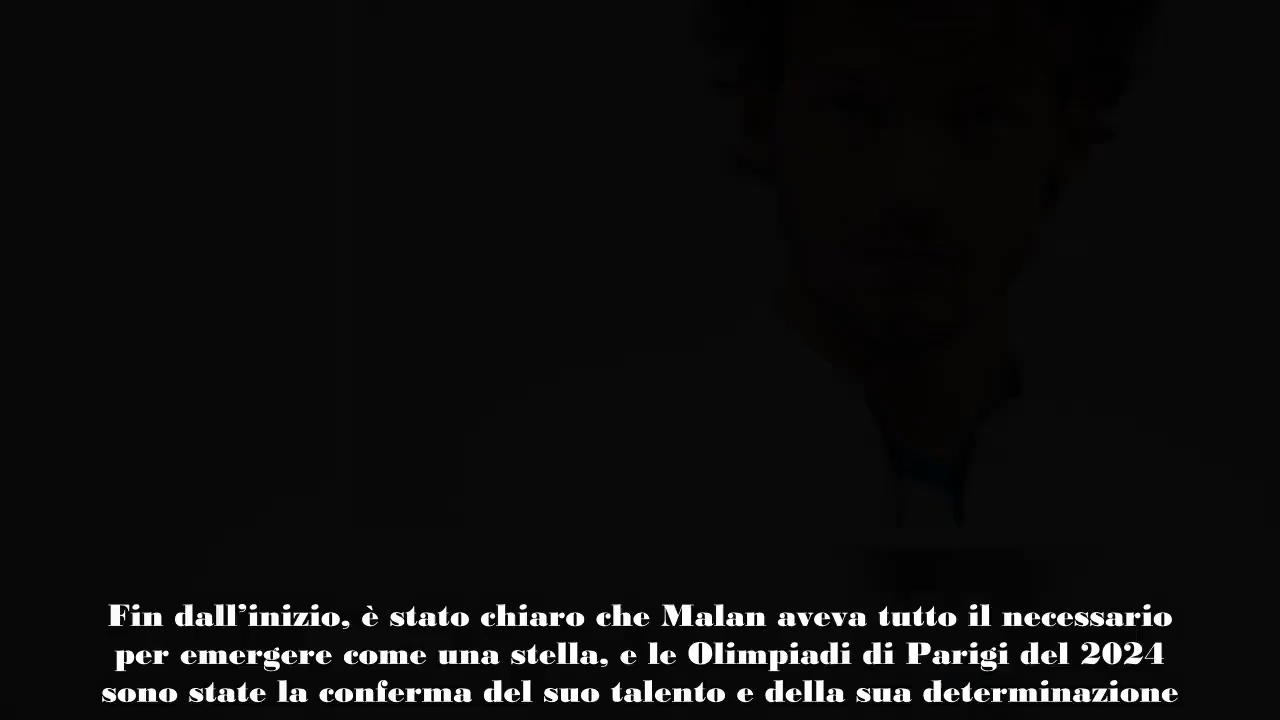 Fin dall’inizio, è stato chiaro che Malan aveva tutto il necessario
per emergere come una stella, e le Olimpiadi di Parigi del 2024
sono state la conferma del suo talento e della sua determinazione